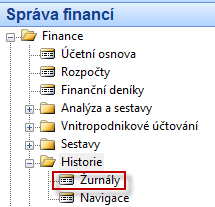 Správa financí
Finance
Účetní osnova
Rozpočty
Finanční deníky
Analýza a sestavy
Vnitropodnikové účtování
Sestavy
Historie
Žurnály
Navigace